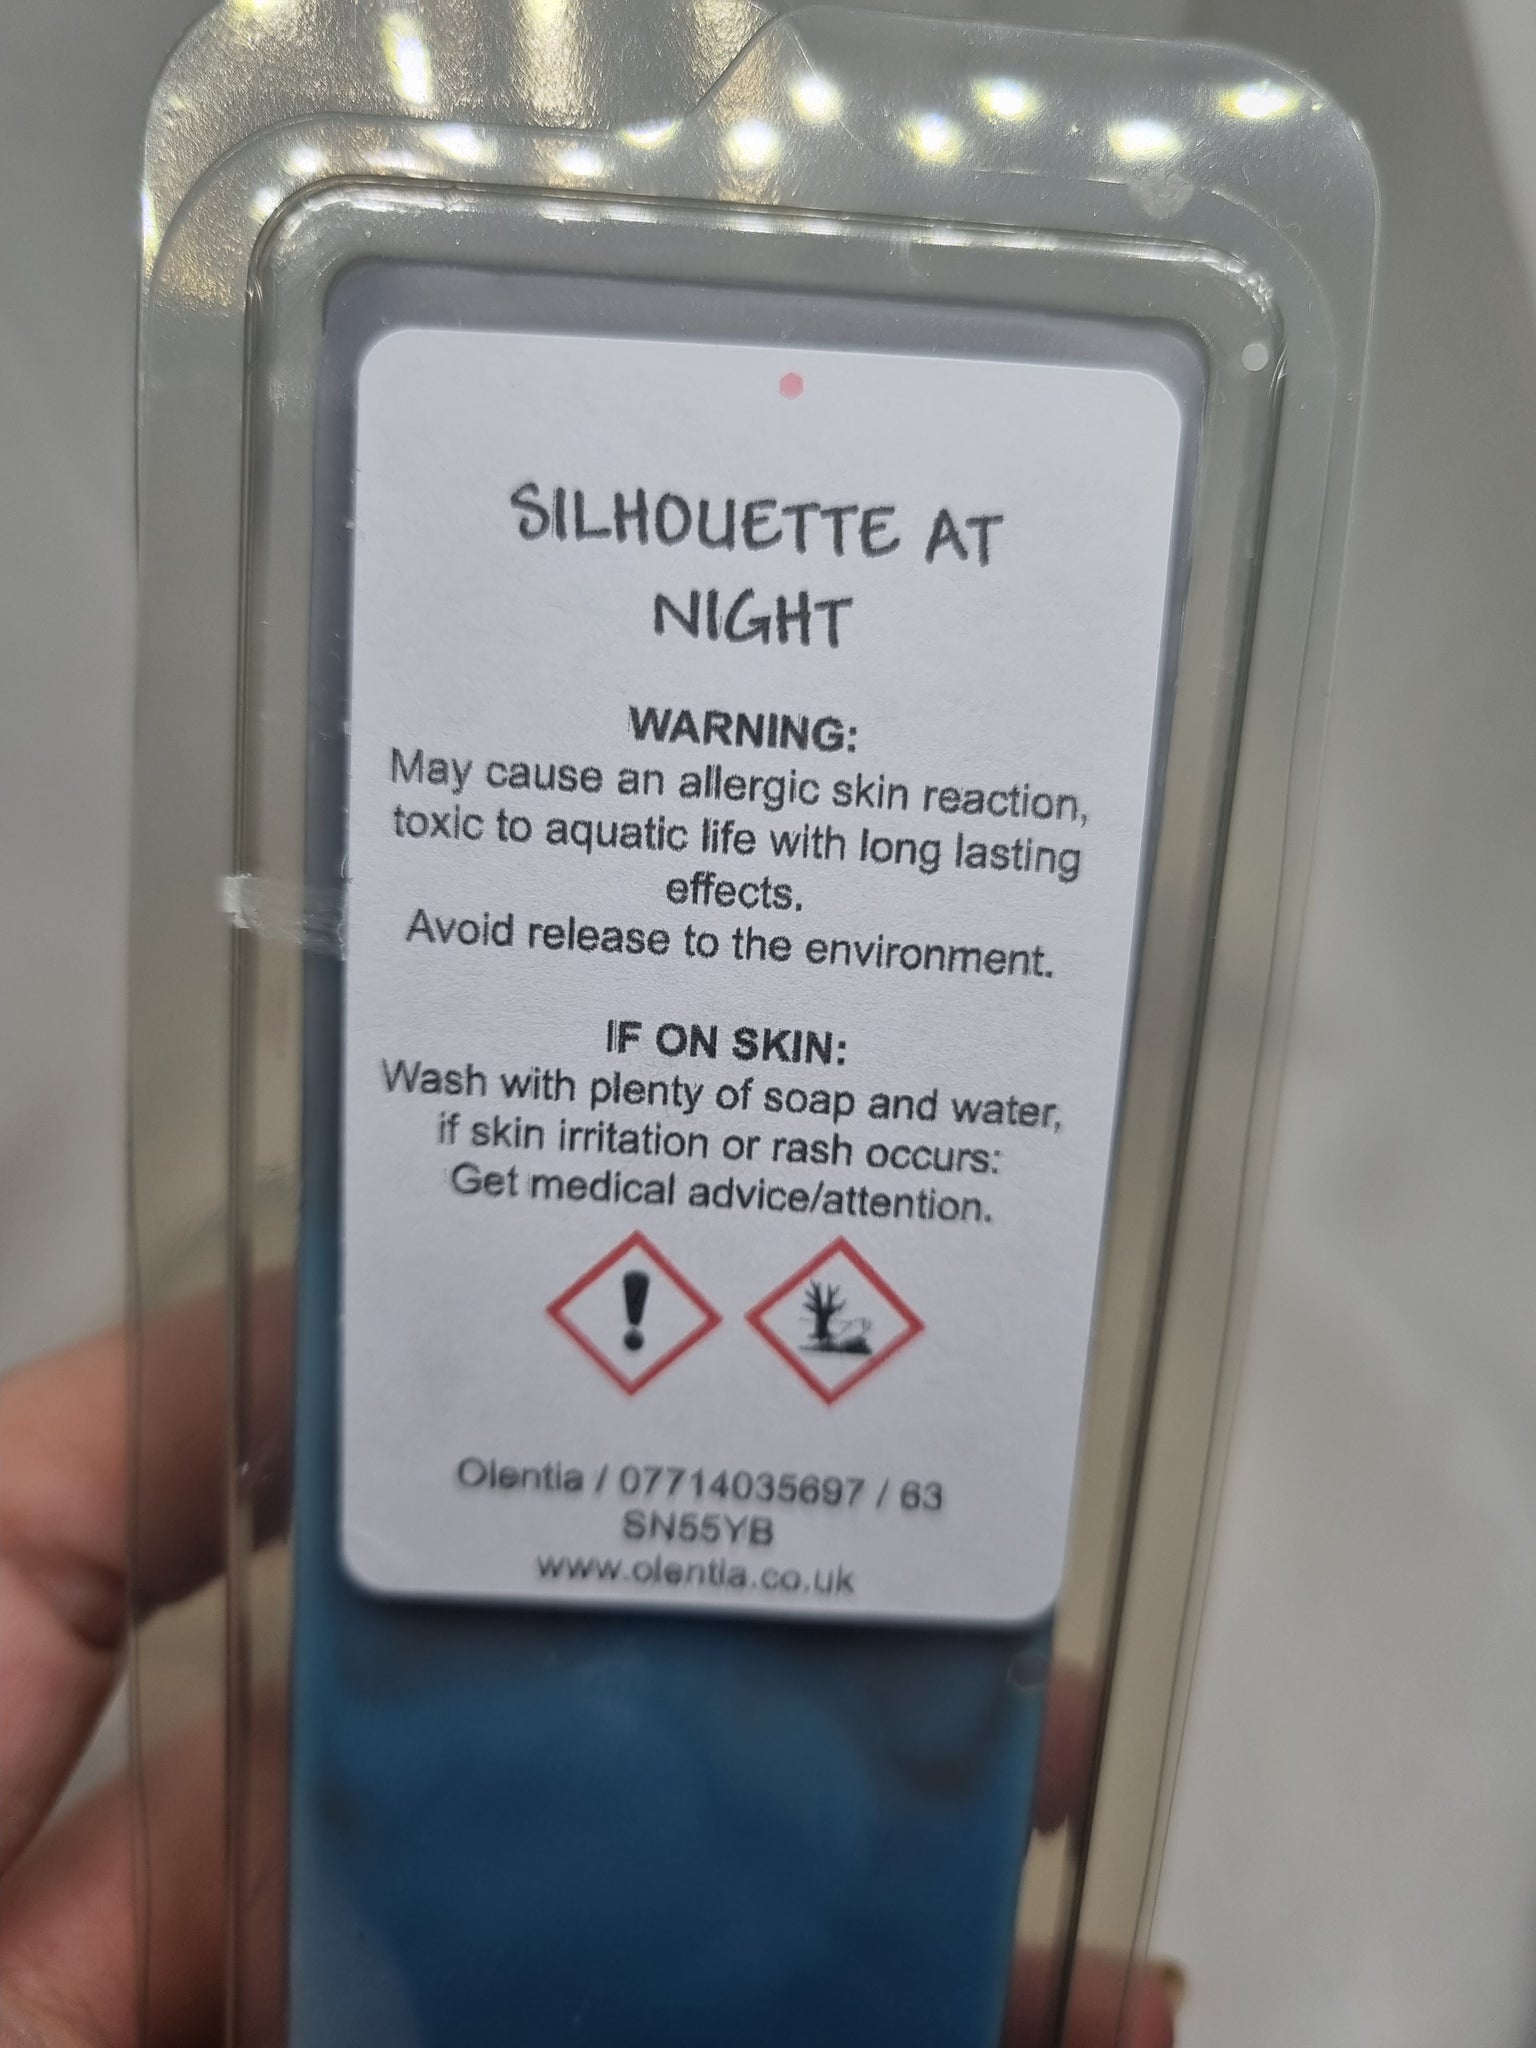 SILHOUETTE AT
NIGHT
WARNING:
May cause an allergic skin reaction,
toxic to aquatic life with long lasting
effects.
Avoid release to the environment.
IF ON SKIN:
Wash with plenty of soap and water,
if skin irritation or rash occurs:
Get medical advice/attention.
Olentia / 07714035697 / 63
SN55YB
www.olentia.co.uk